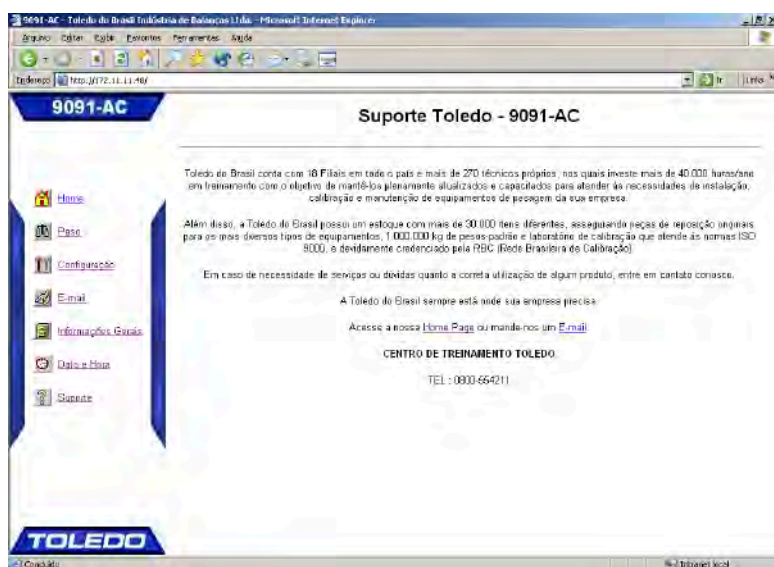 9091-AC - Toledo do Brasil Indústria de Balanças Ltda. - Microsoft Internet Explorer
Arquivo Editar Exibir Favoritos Ferramentas Ajuda
Endereço http://172.11.11.48/ Ir Links
9091-AC
Suporte Toledo - 9091-AC
Toledo do Brasil conta com 18 Filiais em todo o país e mais de 270 técnicos próprios, nos quais investe mais de 40.000 horas/ano
em treinamento com o objetivo de mantê-los plenamente atualizados e capacitados para atender às necessidades de instalação,
calibração e manutenção de equipamentos de pesagem da sua empresa.
Além disso, a Toledo do Brasil possui um estoque com mais de 30.000 itens diferentes, assegurando peças de reposição originais
para os mais diversos tipos de equipamentos, 1.000.000 kg de pesos-padrão e laboratório de calibração que atende às normas ISO
9000, e devidamente credenciado pela RBC (Rede Brasileira de Calibração).
Em caso de necessidade de serviços ou dúvidas quanto a correta utilização de algum produto, entre em contato conosco.
A Toledo do Brasil sempre está onde sua empresa precisa
Acesse a nossa Home Page ou mande-nos um E-mail
CENTRO DE TREINAMENTO TOLEDO
TEL : 0800-554211
Home
Peso
Configuração
E-mail
Informações Gerais
Data e Hora
Suporte
TOLEDO
Concluído
Intranet local